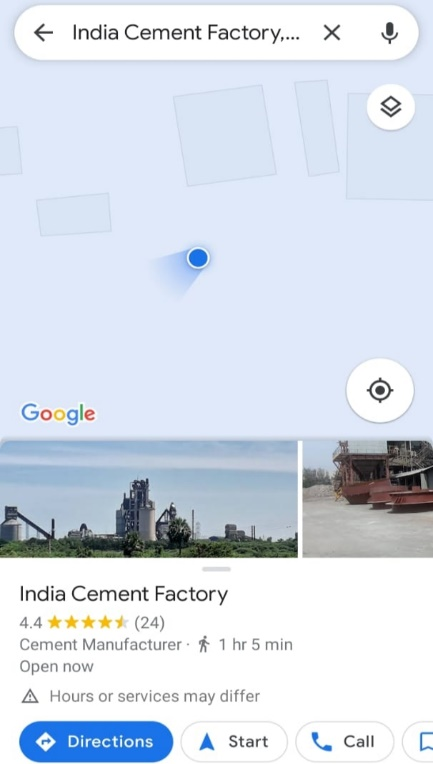 India Cement Factory,...
Google
India Cement Factory
4.4 (24)
Cement Manufacturer · 1 hr 5 min
Open now
Hours or services may differ
Directions Start Call